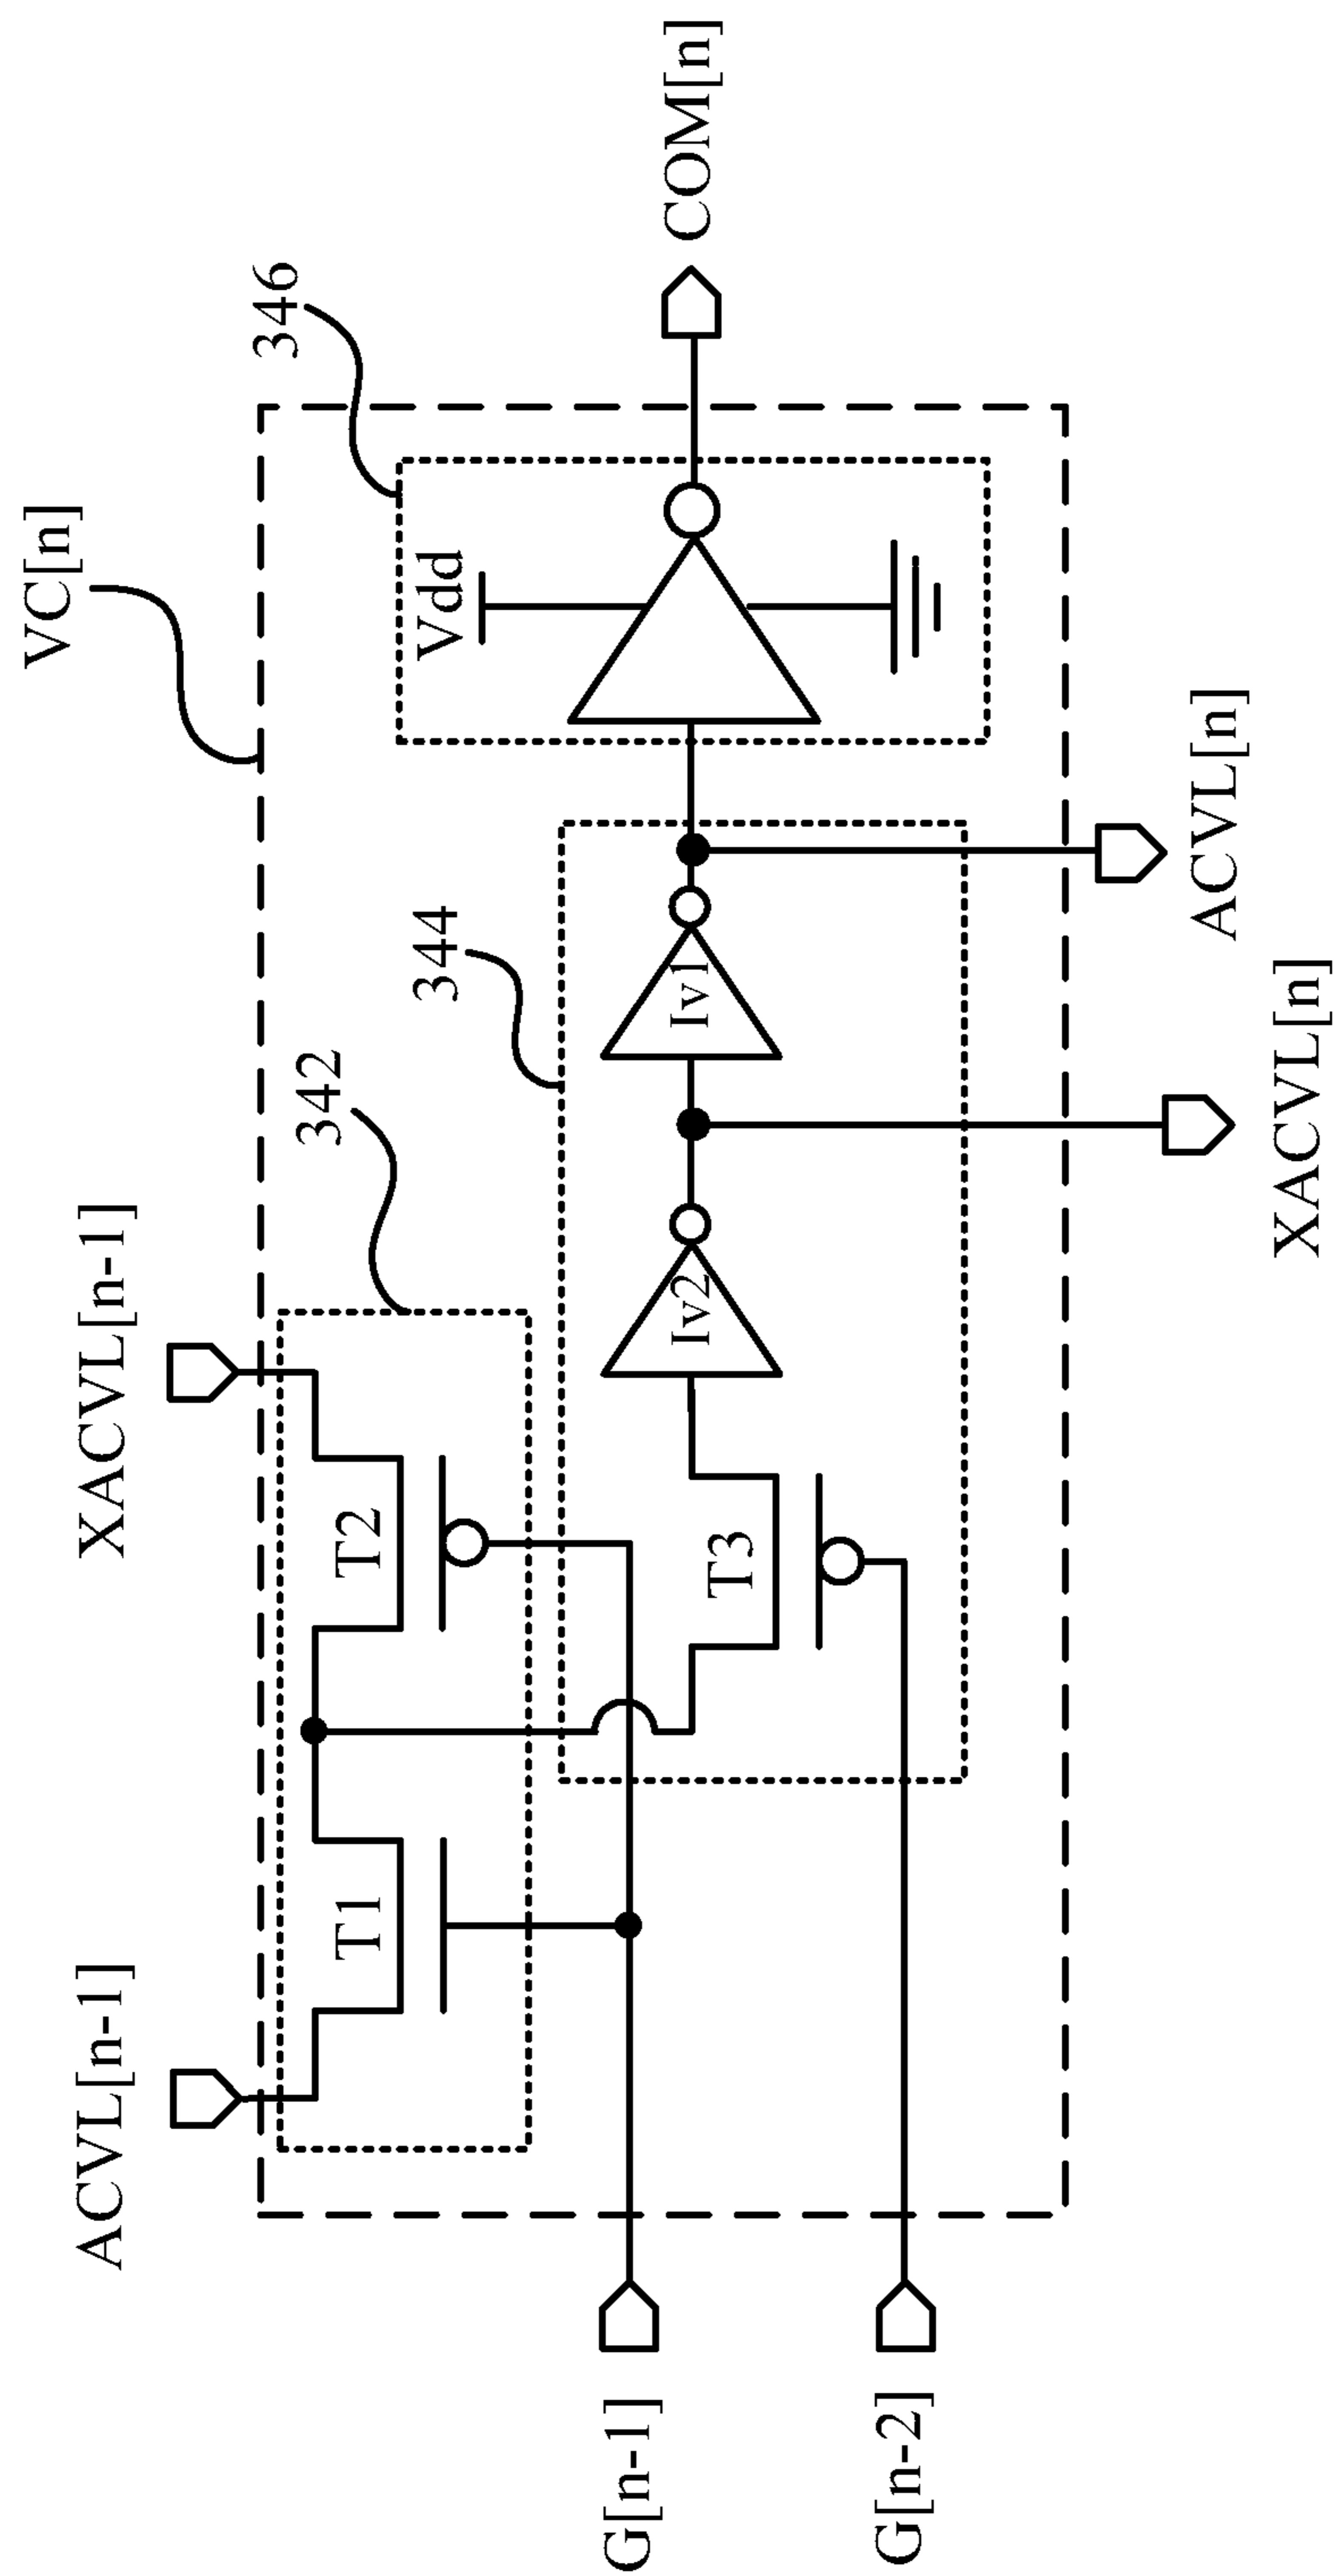 VC[n]
346
COM[n]
Vdd
344
342
XACVL[n-1]
ACVL[n-1]
T1
T2
T3
Iv2
Iv1
G[n-1]
G[n-2]
XACVL[n]
ACVL[n]